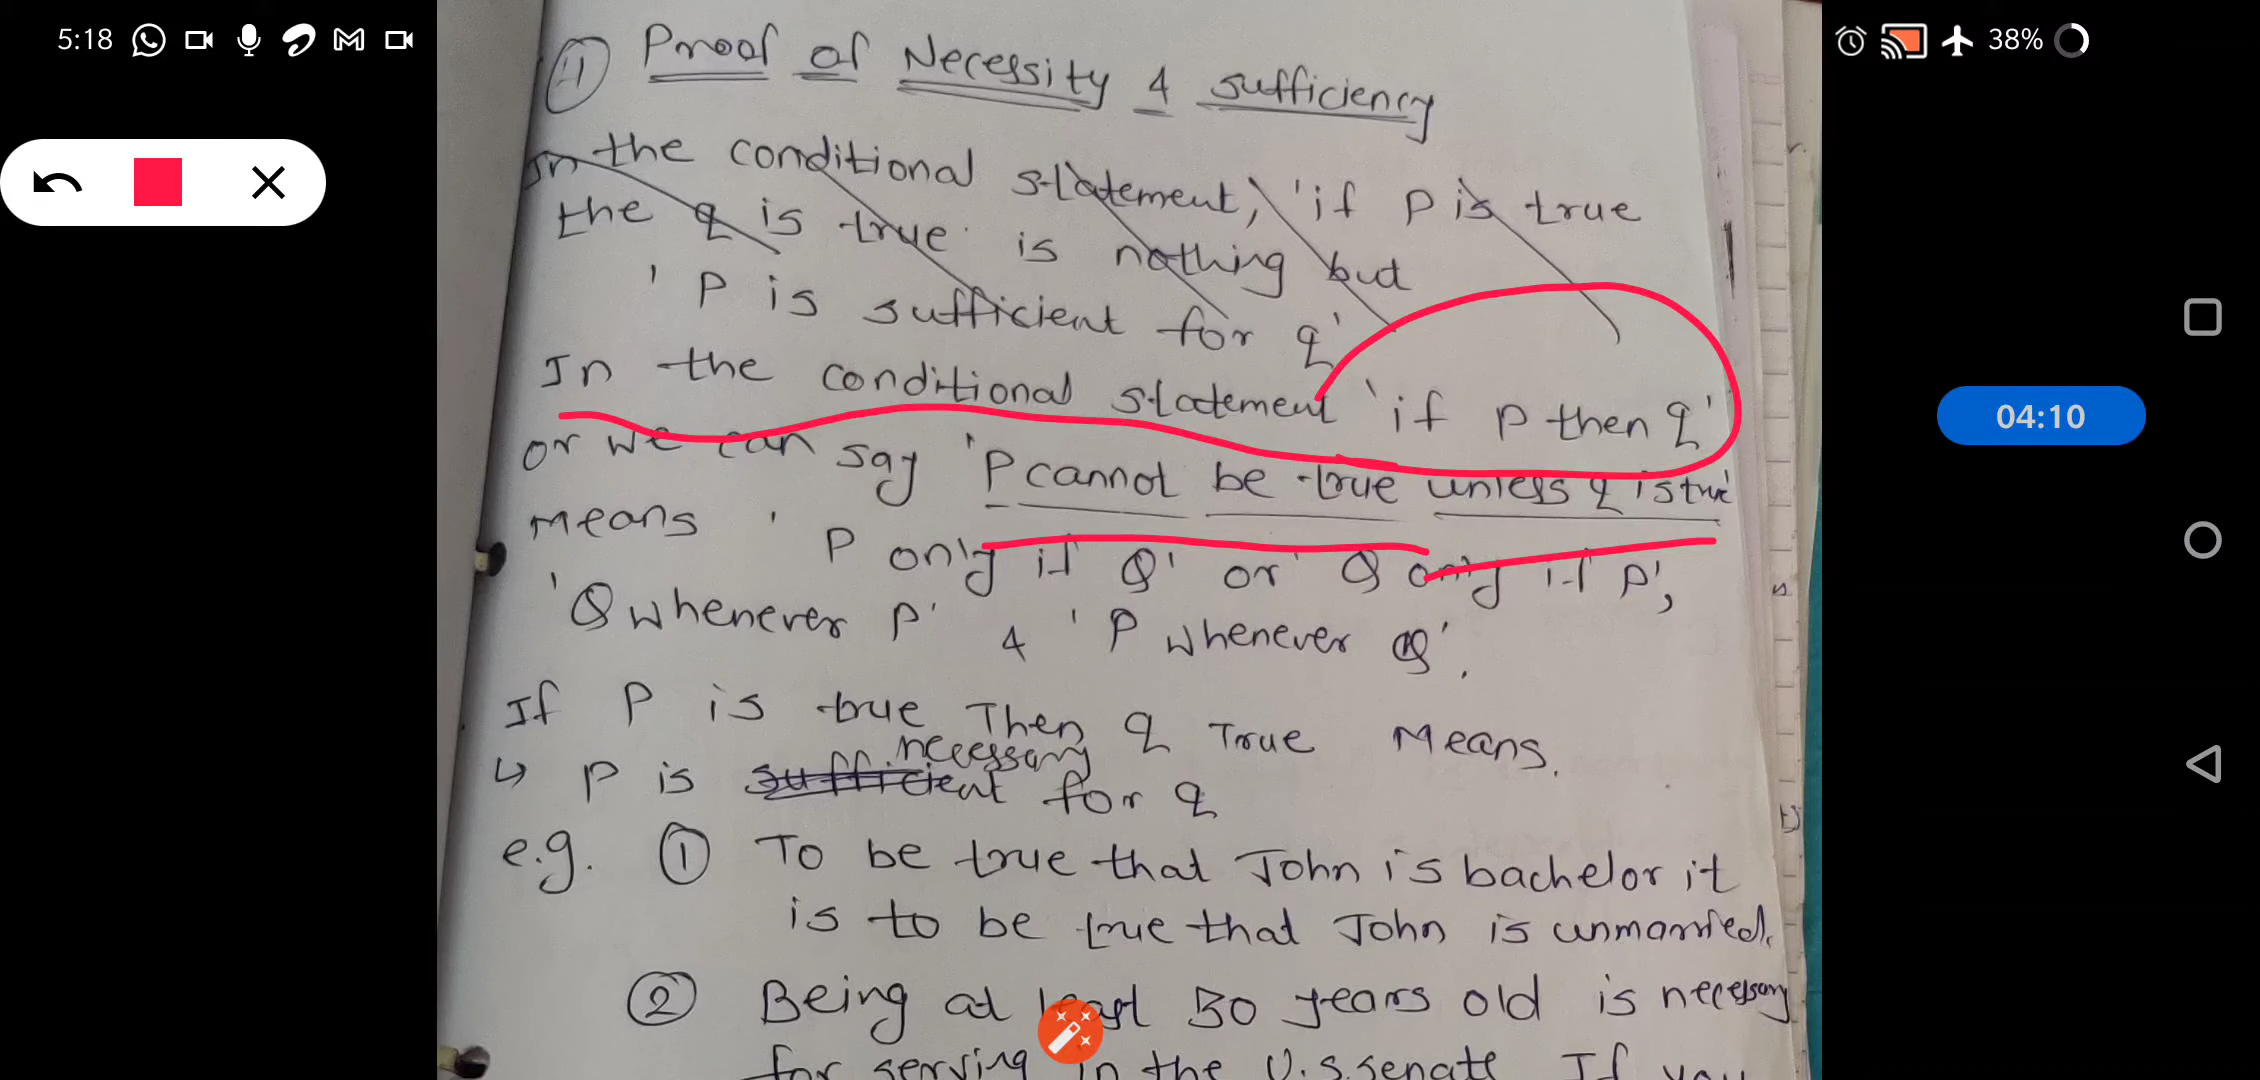 5:18
38%
04:10
4) Proof of Necessity & sufficiency
In the conditional statement, 'if P is true
the q is true is nothing but
'P is sufficient for q'
In the conditional statement 'if p then q'
or we can say 'P cannot be true unless q is true
Means 'P only if Q' or 'Q only if P',
'Q whenever P' & 'P whenever Q'.
If P is true Then q True Means.
necessary
↳ P is sufficient for q
e.g. ① To be true that John is bachelor it
is to be true that John is unmarried.
② Being at least 30 years old is necessary
for serving in the U.S. senate If you